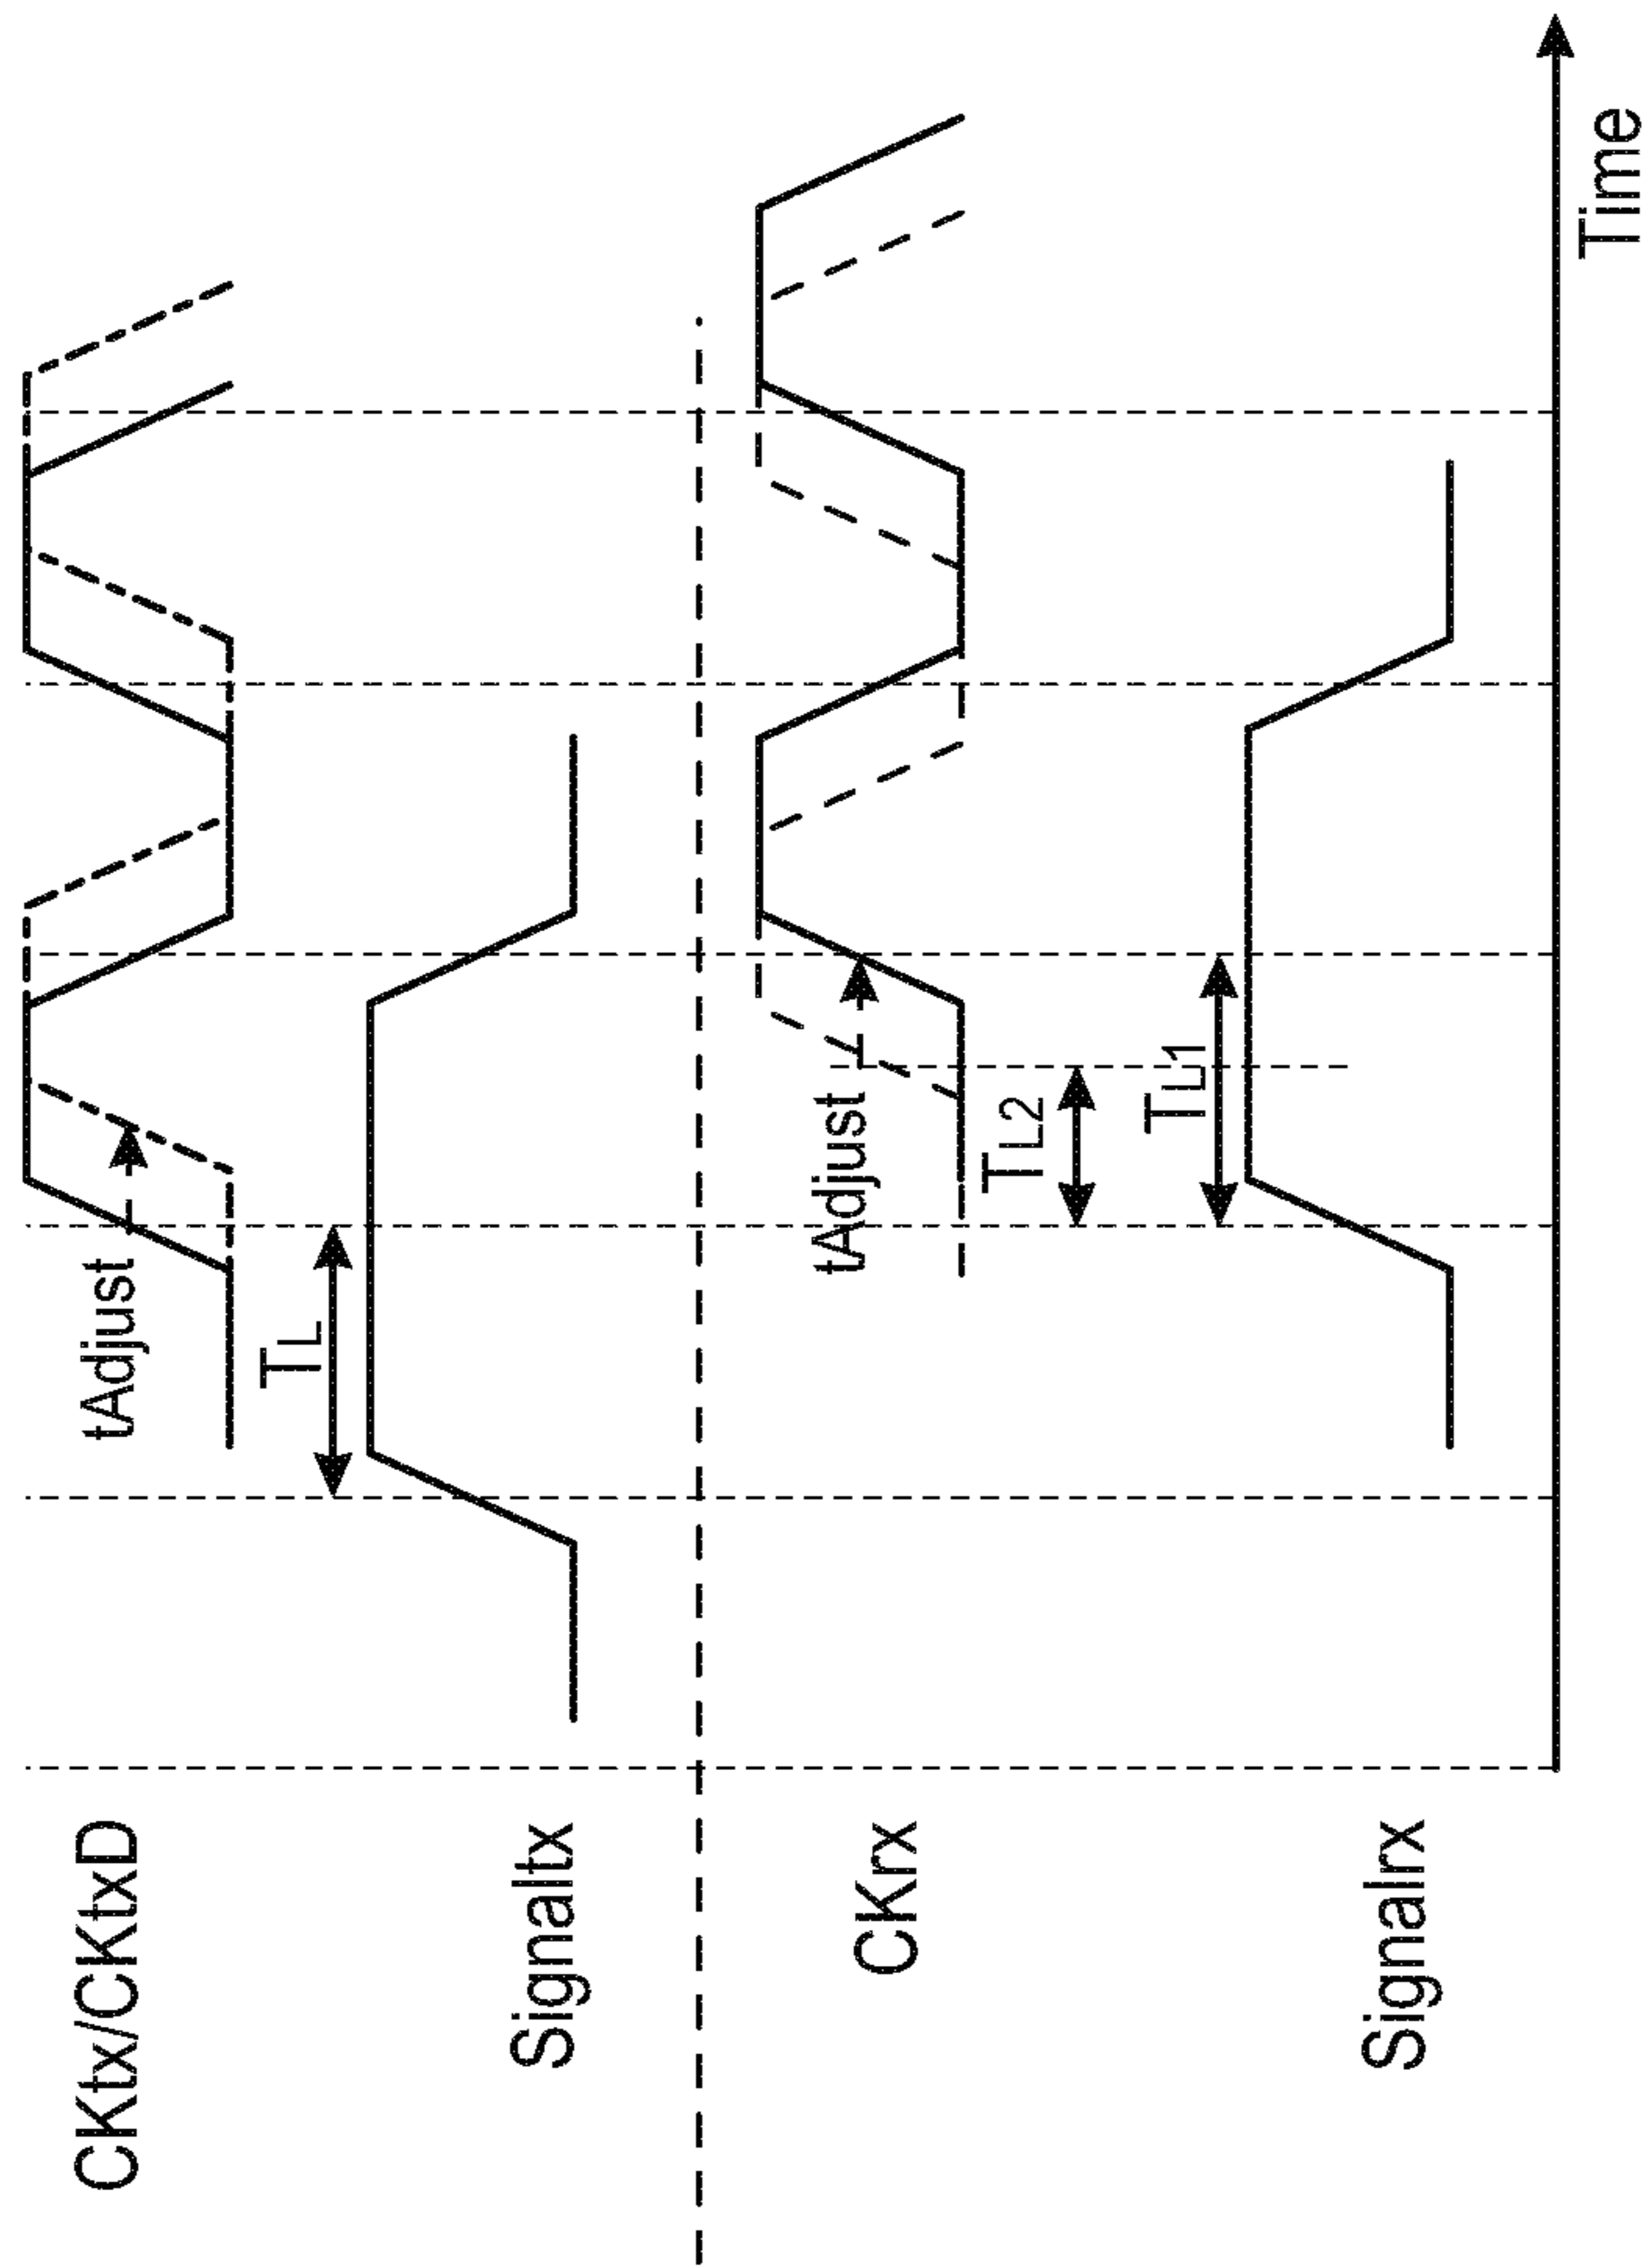 CKtx/CKtxD
tAdjust
TL
Signaltx
CKrx
tAdjust
TL2
TL1
Signalrx
Time